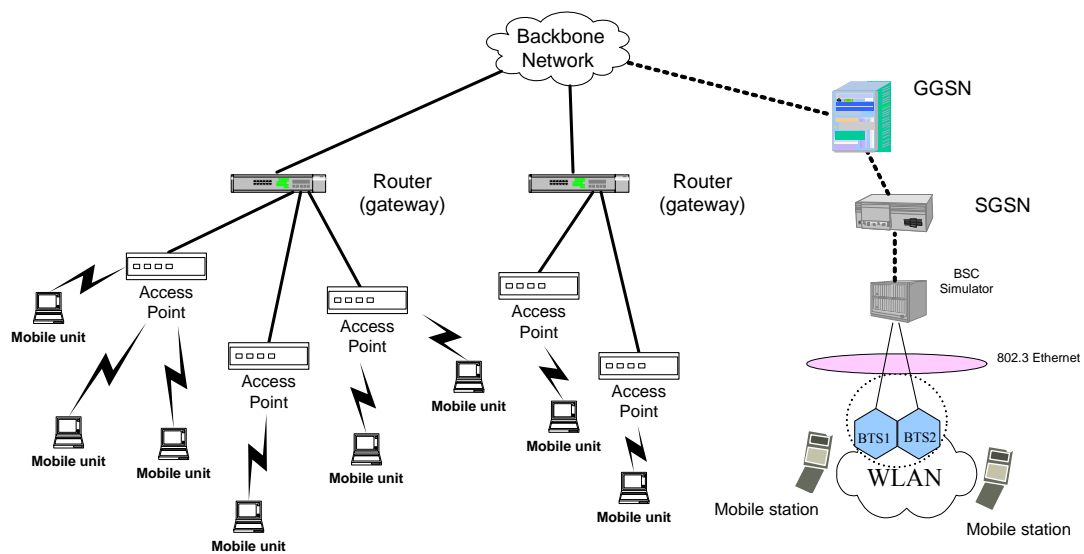 Backbone
Network
GGSN
Router
(gateway)
Router
(gateway)
SGSN
BSC
Simulator
Access
Point
Mobile unit
Access
Point
Access
Point
Access
Point
Access
Point
802.3 Ethernet
Mobile unit
Mobile unit
Mobile unit
Mobile unit
Mobile unit
Mobile unit
Mobile unit
BTS1
BTS2
WLAN
Mobile station
Mobile station